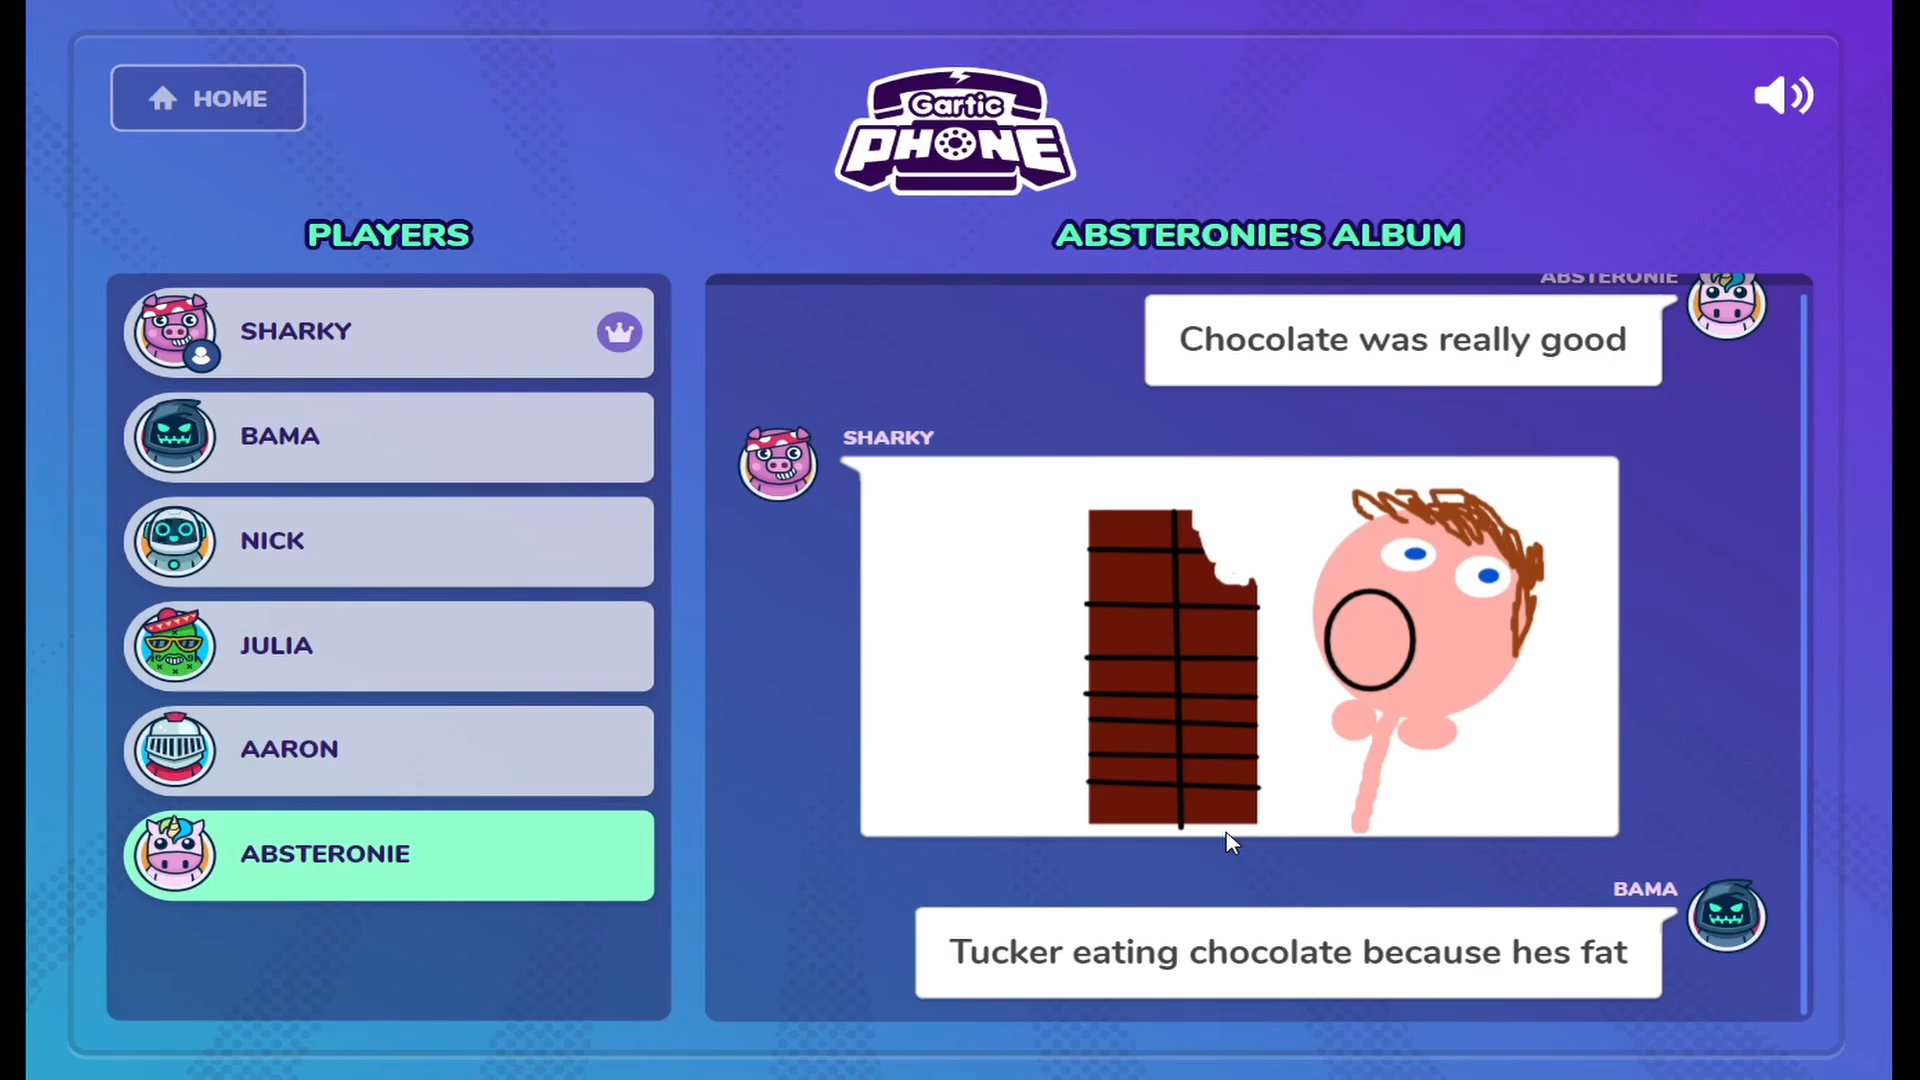 HOME
Gartic
PHONE
PLAYERS
SHARKY
BAMA
NICK
JULIA
AARON
ABSTERONIE
ABSTERONIE'S ALBUM
ABSTERONIE
Chocolate was really good
SHARKY
BAMA
Tucker eating chocolate because hes fat